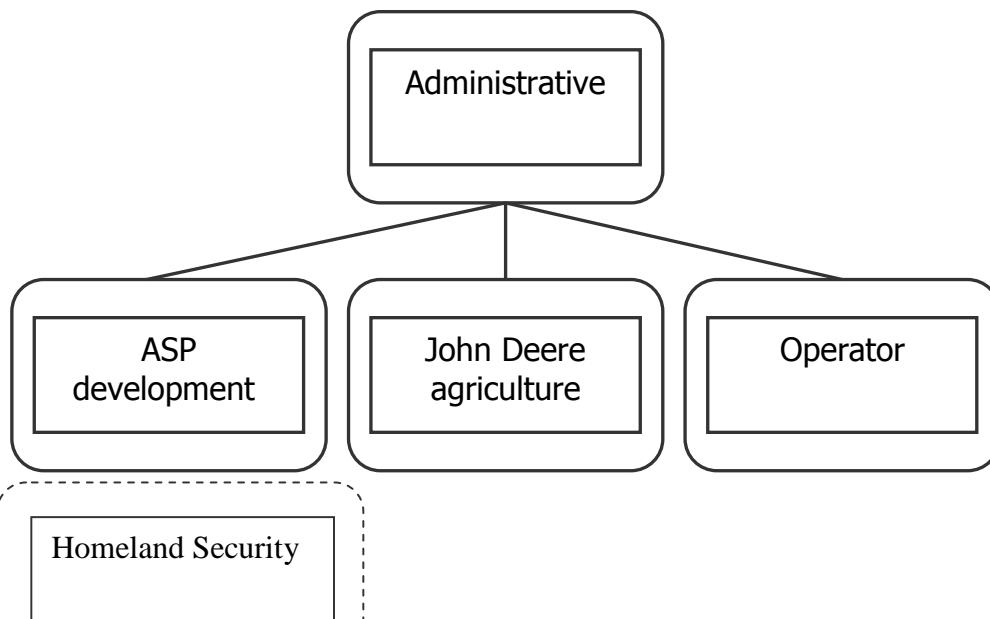 Administrative
ASP
development
John Deere
agriculture
Operator
Homeland Security